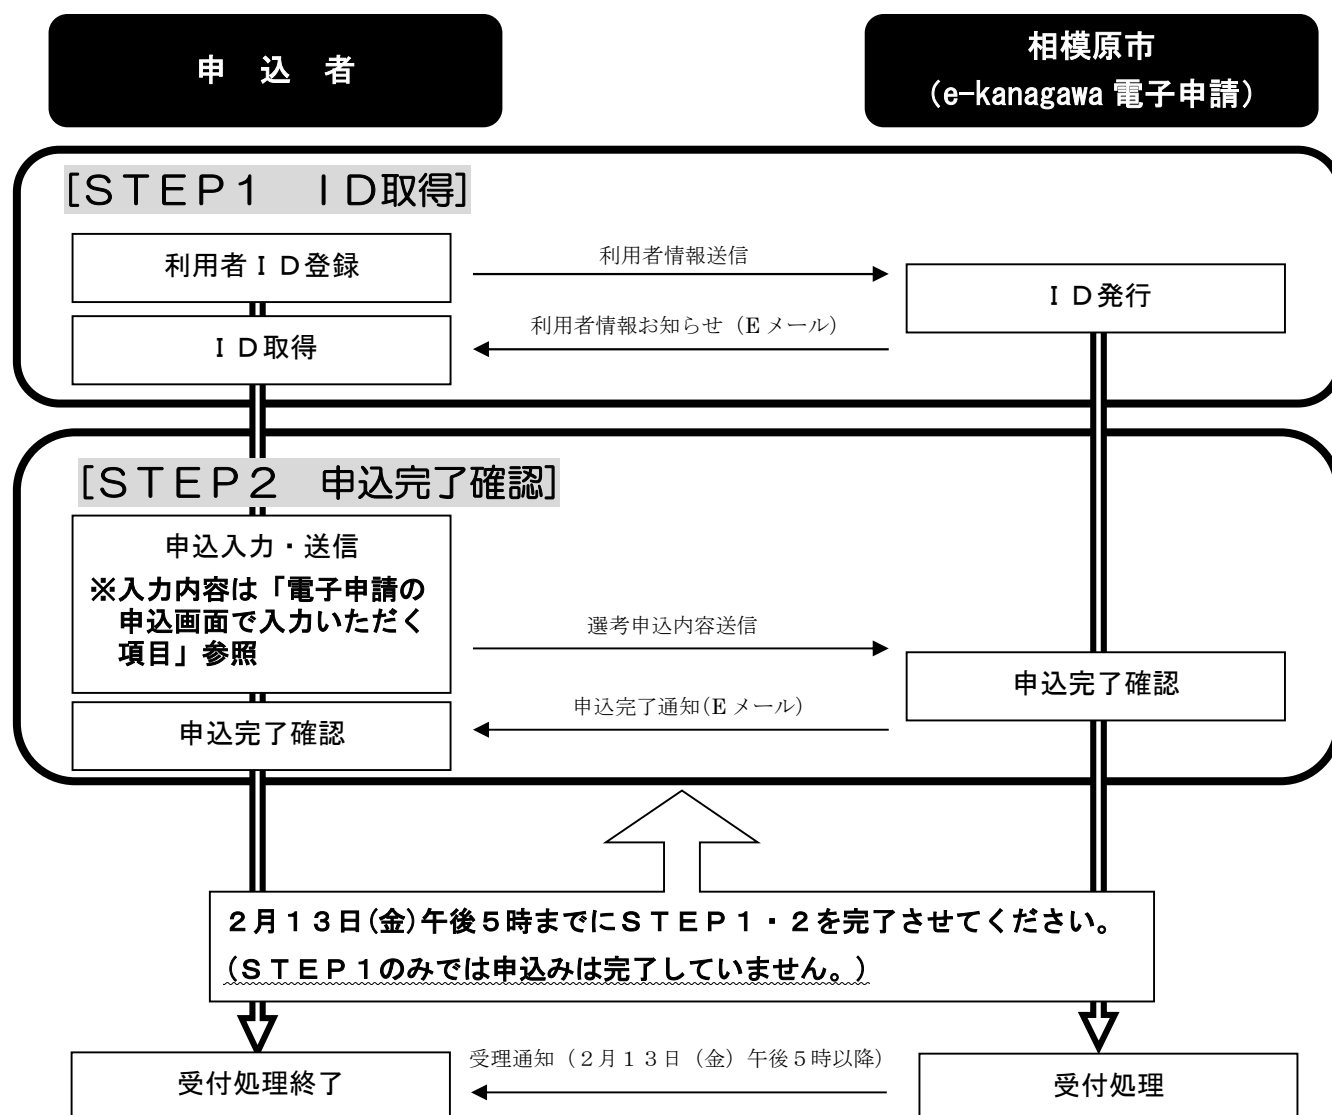 申　込　者
相模原市
（e-kanagawa 電子申請）
[ＳＴＥＰ１　ＩＤ取得]
利用者ＩＤ登録
利用者情報送信
ＩＤ発行
利用者情報お知らせ（E メール）
ＩＤ取得
[ＳＴＥＰ２　申込完了確認]
申込入力・送信
※入力内容は「電子申請の
申込画面で入力いただく
項目」参照
選考申込内容送信
申込完了確認
申込完了通知(E メール)
申込完了確認
２月１３日(金)午後５時までにＳＴＥＰ１・２を完了させてください。
(ＳＴＥＰ１のみでは申込みは完了していません。)
受理通知（２月１３日（金）午後５時以降）
受付処理終了
受付処理